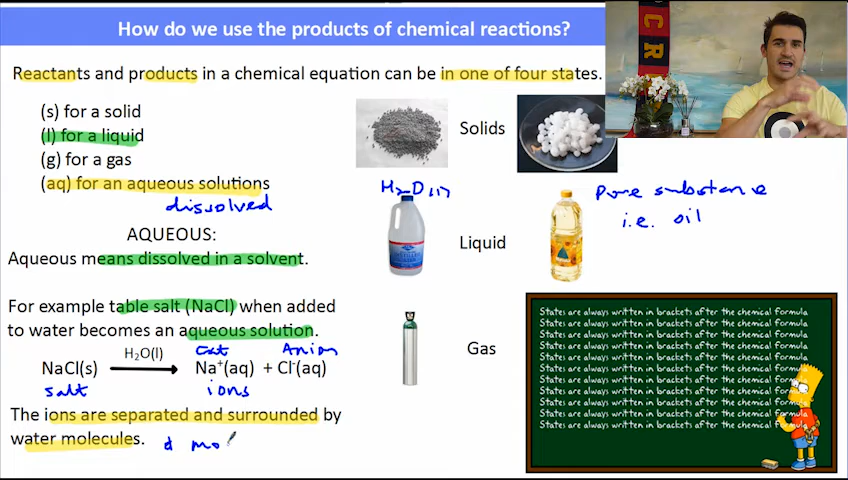 How do we use the products of chemical reactions?
Reactants and products in a chemical equation can be in one of four states.
(s) for a solid
(l) for a liquid
(g) for a gas
(aq) for an aqueous solutions
dissolved
AQUEOUS:
Aqueous means dissolved in a solvent.
For example table salt (NaCl) when added
to water becomes an aqueous solution.
H₂O(l)
Cat Anion
NaCl(s) → Na⁺(aq) + Cl⁻(aq)
salt ions
The ions are separated and surrounded by
water molecules. & mo
Solids
H₂O(l)
Pure substance
i.e. oil
Liquid
Gas
States are always written in brackets after the chemical formula
States are always written in brackets after the chemical formula
States are always written in brackets after the chemical formula
States are always written in brackets after the chemical formula
States are always written in brackets after the chemical formula
States are always written in brackets after the chemical formula
States are always written in brackets after the chemical formula
States are always written in brackets after the chemical formula
States are always written in brackets after the chemical formula
States are always written in brackets after the chemical formula